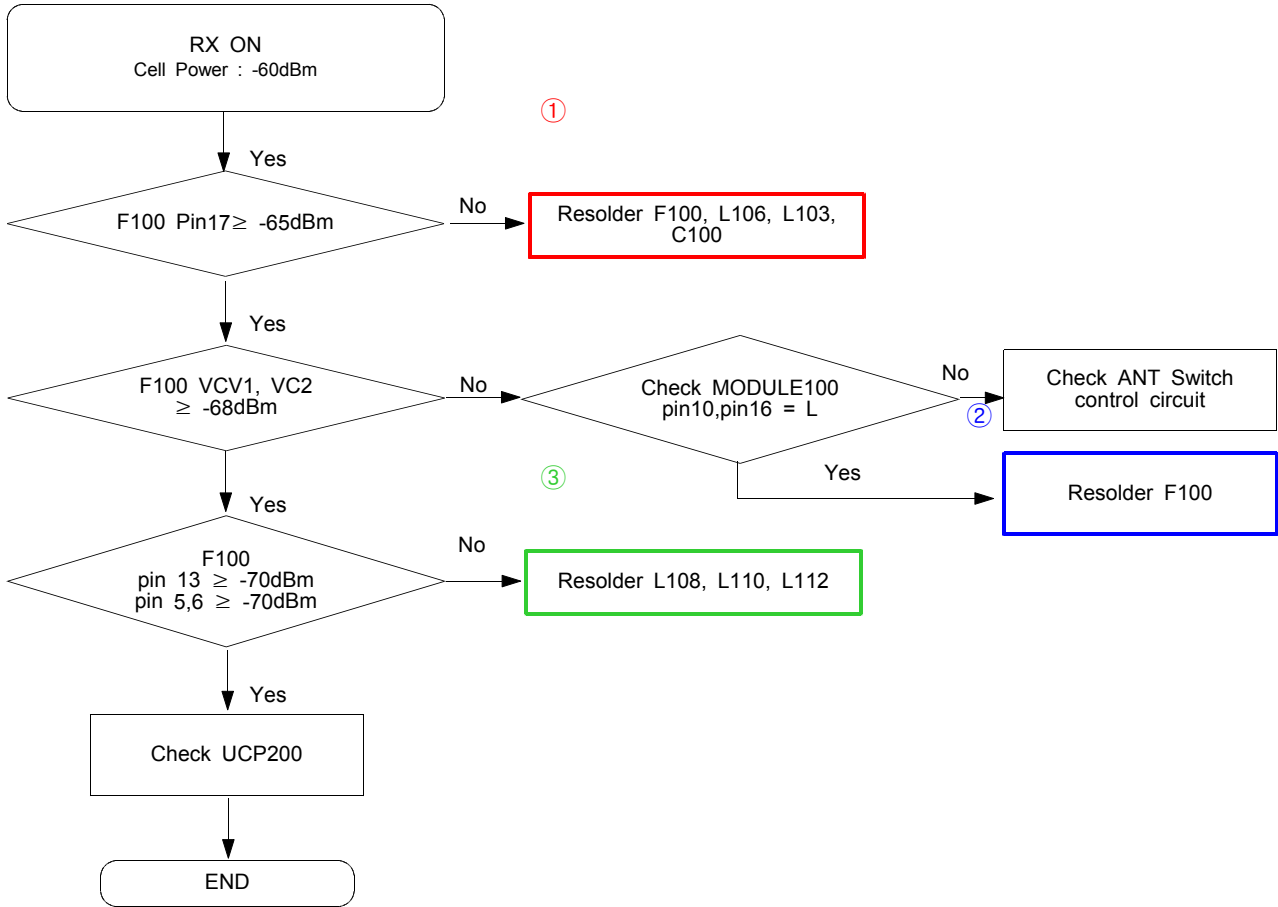 RX ON
Cell Power : -60dBm
①
Yes
F100 Pin17≥ -65dBm
No
Resolder F100, L106, L103,
C100
Yes
F100 VCV1, VC2
≥ -68dBm
No
Check MODULE100
pin10,pin16 = L
No
②
Check ANT Switch
control circuit
Yes
Resolder F100
③
Yes
F100
pin 13 ≥ -70dBm
pin 5,6 ≥ -70dBm
No
Resolder L108, L110, L112
Yes
Check UCP200
END